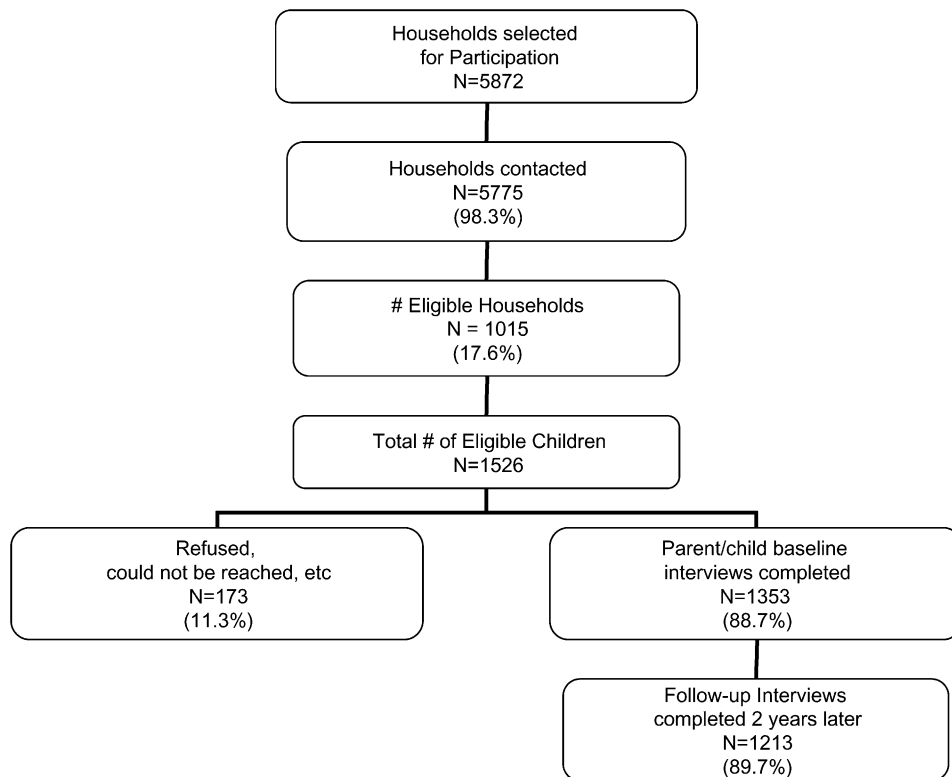 Households selected
for Participation
N=5872
Households contacted
N=5775
(98.3%)
# Eligible Households
N = 1015
(17.6%)
Total # of Eligible Children
N=1526
Refused,
could not be reached, etc
N=173
(11.3%)
Parent/child baseline
interviews completed
N=1353
(88.7%)
Follow-up Interviews
completed 2 years later
N=1213
(89.7%)